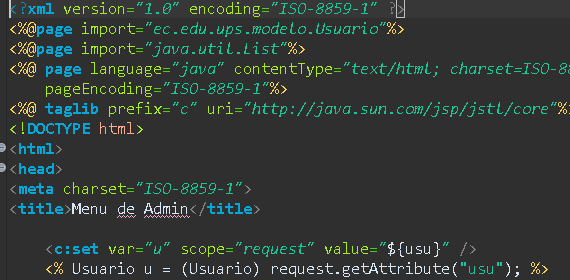 <?xml version="1.0" encoding="ISO-8859-1" ?>
<%@page import="ec.edu.ups.modelo.Usuario"%>
<%@page import="java.util.List"%>
<%@ page language="java" contentType="text/html; charset=ISO-88
pageEncoding="ISO-8859-1"%>
<%@ taglib prefix="c" uri="http://java.sun.com/jsp/jstl/core"%
<!DOCTYPE html>
<html>
<head>
<meta charset="ISO-8859-1">
<title>Menu de Admin</title>
<c:set var="u" scope="request" value="${usu}" />
<% Usuario u = (Usuario) request.getAttribute("usu"); %>